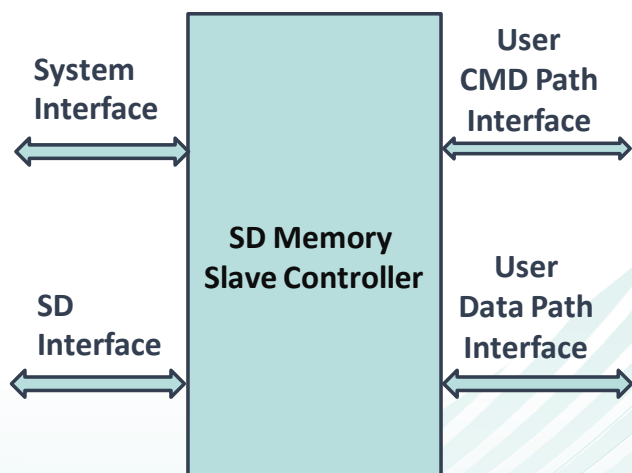 System
Interface
User
CMD Path
Interface
SD Memory
Slave Controller
SD
Interface
User
Data Path
Interface